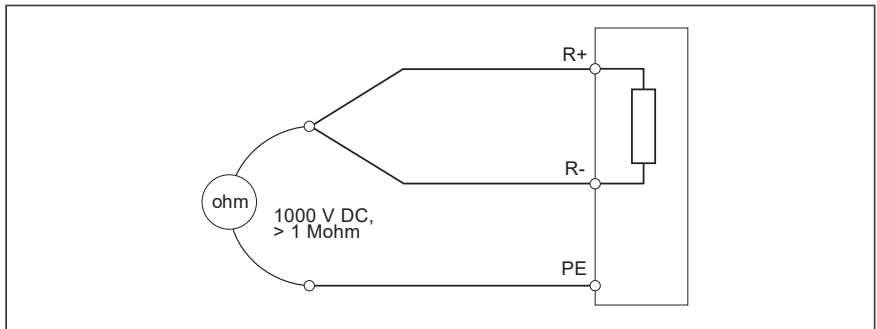 R+
R-
ohm
1000 V DC,
> 1 Mohm
PE